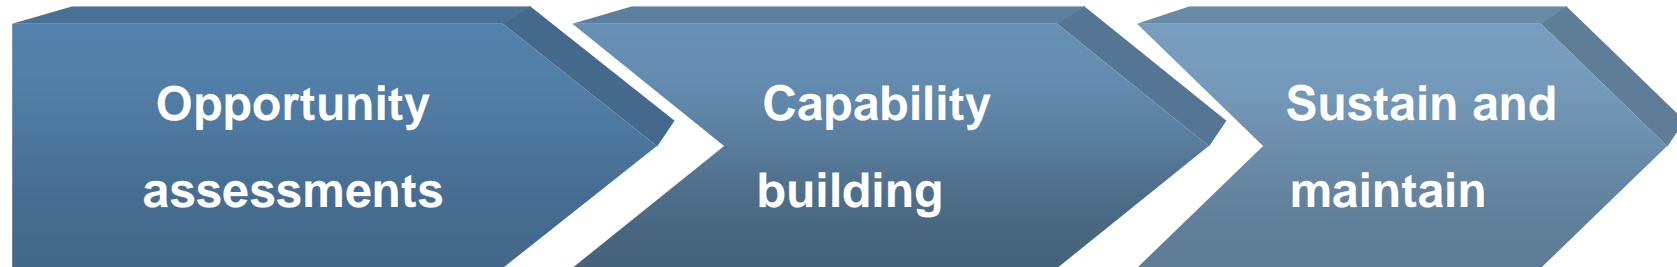 Opportunity
assessments
Capability
building
Sustain and
maintain